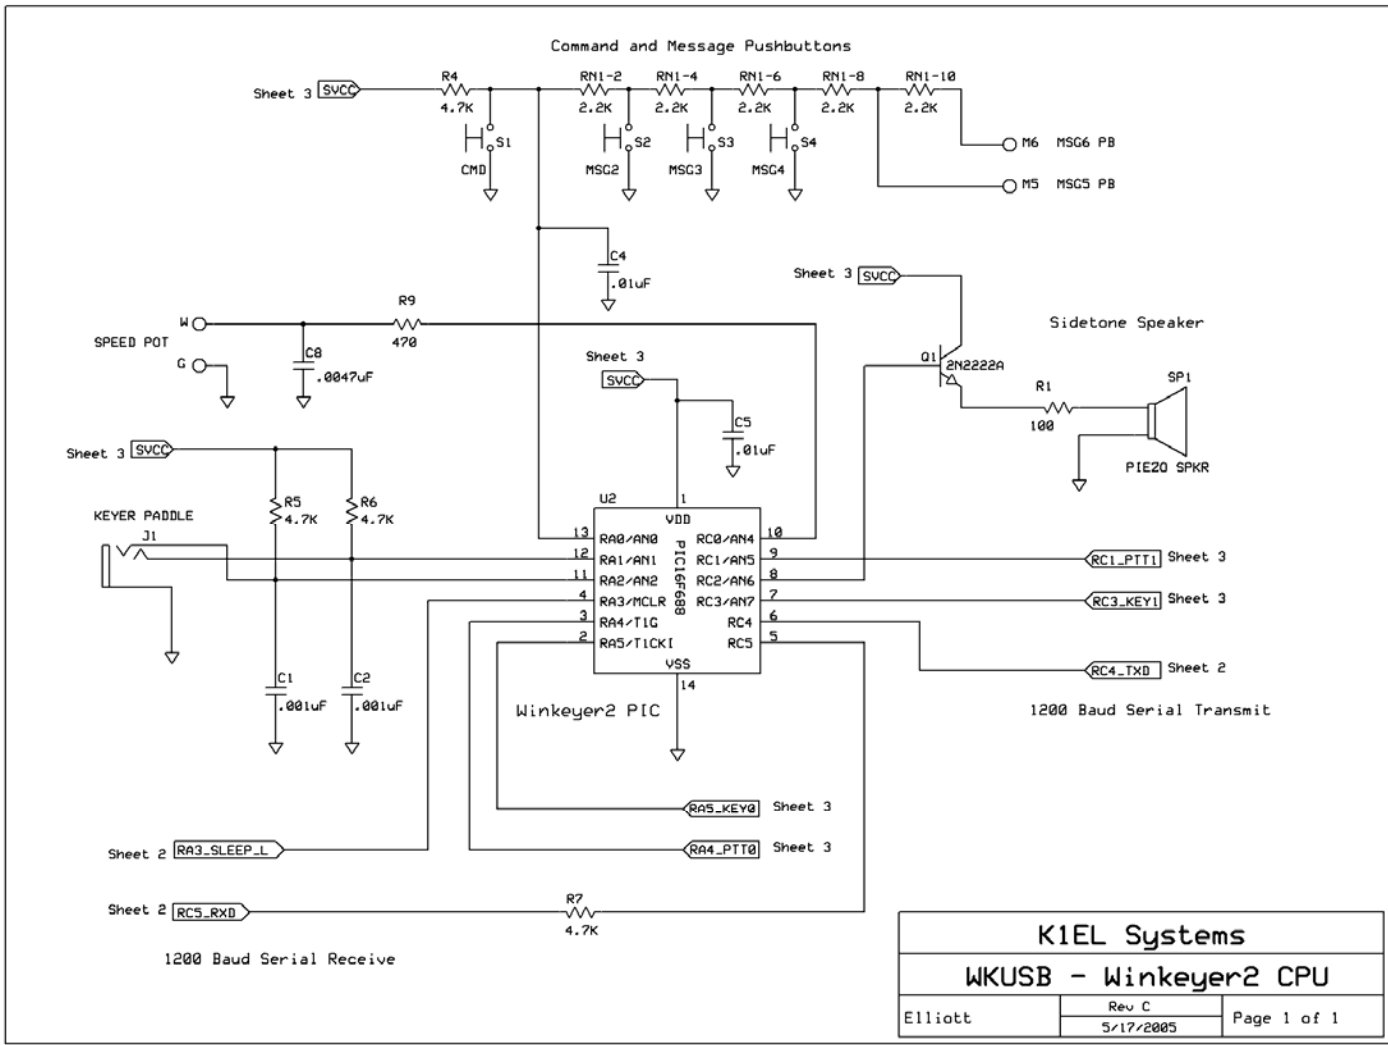 Command and Message Pushbuttons
R4 RN1-2 RN1-4 RN1-6 RN1-8 RN1-10
Sheet 3 5VCC
4.7K 2.2K 2.2K 2.2K 2.2K 2.2K
S1 S2 S3 S4
M6 MSG6 PB
CMD MSG2 MSG3 MSG4
M5 MSG5 PB
C4
.01uF
Sheet 3 5VCC
R9
W
SPEED POT
470
G
C8
.0047uF
Sheet 3
5VCC
Sidetone Speaker
Q1
2N2222A
SP1
R1
100
PIEZO SPKR
C5
.01uF
Sheet 3 5VCC
R5
4.7K
R6
4.7K
KEYER PADDLE
J1
U2
1
VDD
13 RA0/AN0 RC0/AN4 10
12 RA1/AN1 RC1/AN5 9
11 RA2/AN2 RC2/AN6 8
4 RA3/MCLR RC3/AN7 7
3 RA4/T1G RC4 6
2 RA5/T1CKI RC5 5
PIC16F688
VSS
14
RC1_PTT1 Sheet 3
RC3_KEY1 Sheet 3
RC4_TXD Sheet 2
1200 Baud Serial Transmit
C1
.001uF
C2
.001uF
Winkeyer2 PIC
RA5_KEY0 Sheet 3
RA4_PTT0 Sheet 3
Sheet 2 RA3_SLEEP_L
Sheet 2 RC5_RXD
R7
4.7K
1200 Baud Serial Receive
K1EL Systems
WKUSB - Winkeyer2 CPU
Elliott
Rev C
5/17/2005
Page 1 of 1